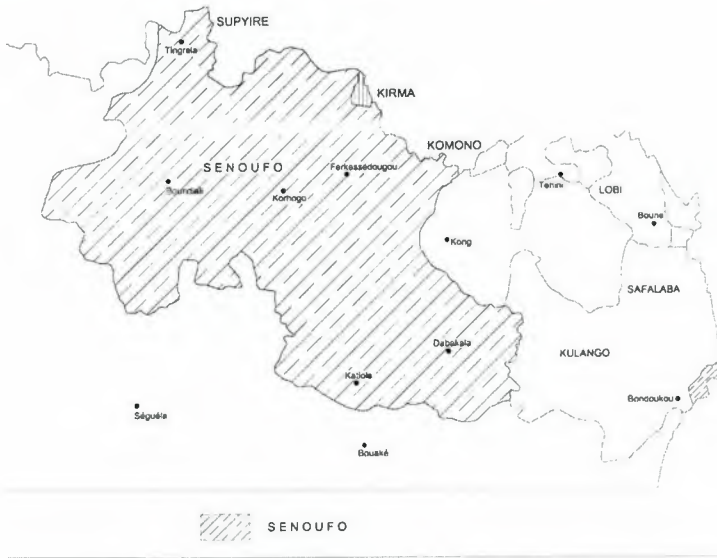 SUPYIRE
Tingrela
KIRMA
KOMONO
SENOUFO
Ferkessédougou
Boundiali
Korhogo
Tehini
LOBI
Bouna
Kong
SAFALABA
Dabakala
KULANGO
Katiola
Bondoukou
Séguéla
Bouaké
SENOUFO